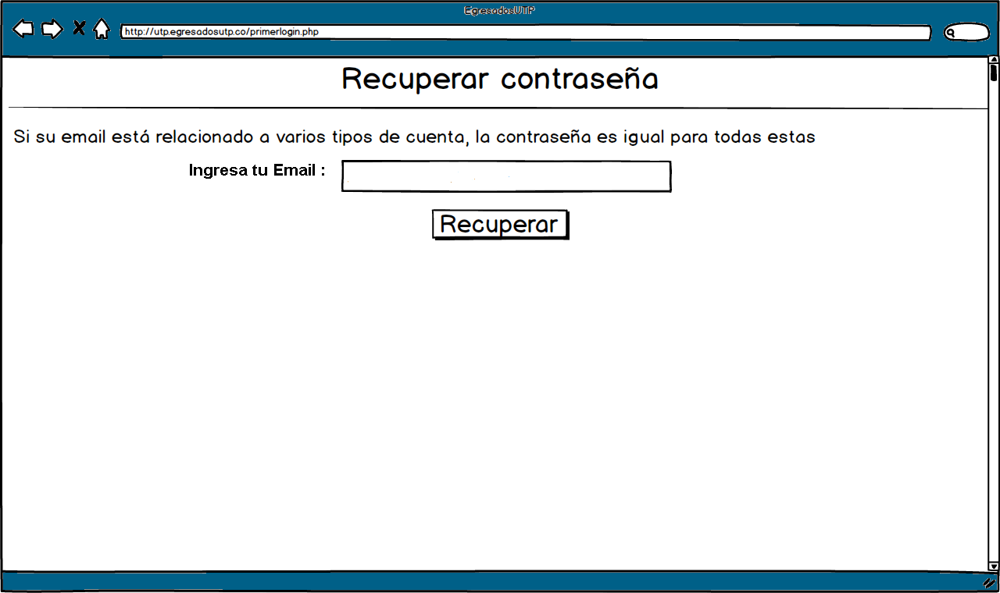 EgresadosUTP
http://utp.egresadosutp.co/primerlogin.php
Recuperar contraseña
Si su email está relacionado a varios tipos de cuenta, la contraseña es igual para todas estas
Ingresa tu Email :
Recuperar